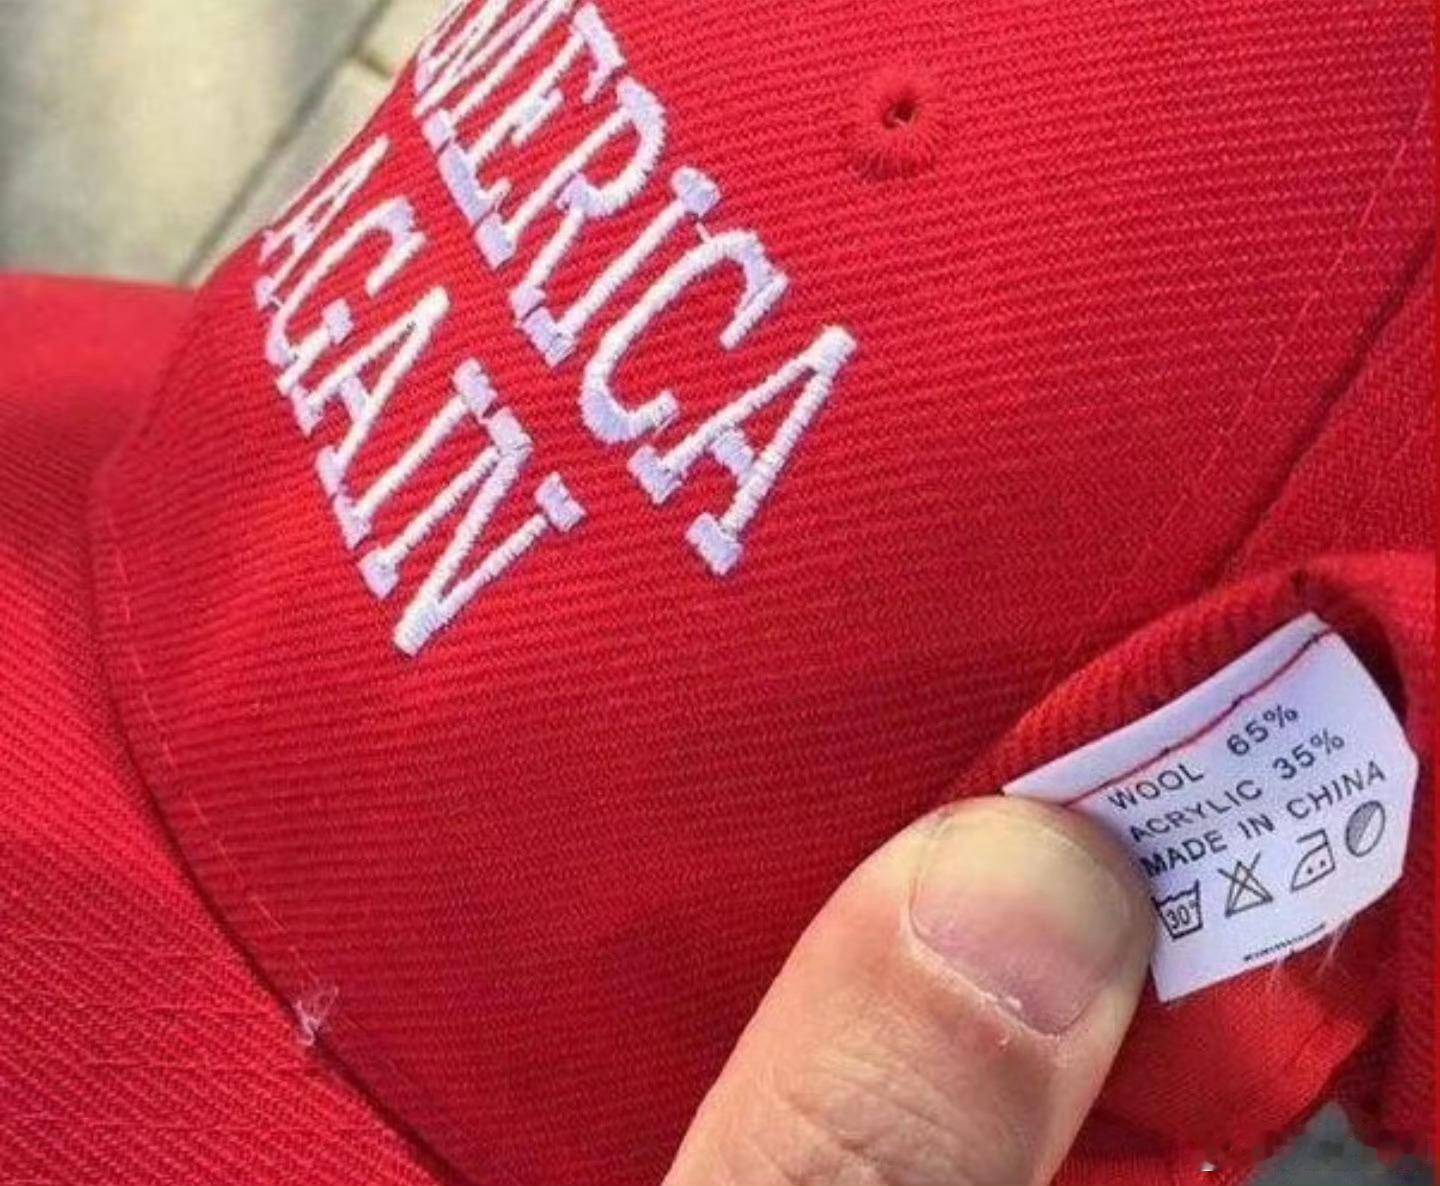 AMERICA
AGAIN
WOOL 65%
ACRYLIC 35%
MADE IN CHINA
30°